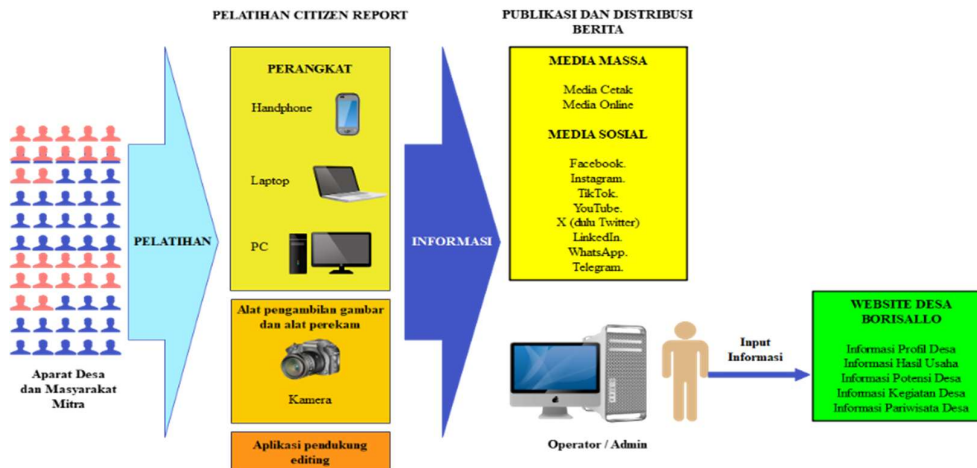 PELATIHAN CITIZEN REPORT
PUBLIKASI DAN DISTRIBUSI
BERITA
Aparat Desa
dan Masyarakat
Mitra
PELATIHAN
PERANGKAT
Handphone
Laptop
PC
Alat pengambilan gambar
dan alat perekam
Kamera
Aplikasi pendukung
editing
INFORMASI
MEDIA MASSA
Media Cetak
Media Online
MEDIA SOSIAL
Facebook.
Instagram.
TikTok.
YouTube.
X (dulu Twitter)
LinkedIn.
WhatsApp.
Telegram.
Operator / Admin
Input
Informasi
WEBSITE DESA
BORISALLO
Informasi Profil Desa
Informasi Hasil Usaha
Informasi Potensi Desa
Informasi Kegiatan Desa
Informasi Pariwisata Desa